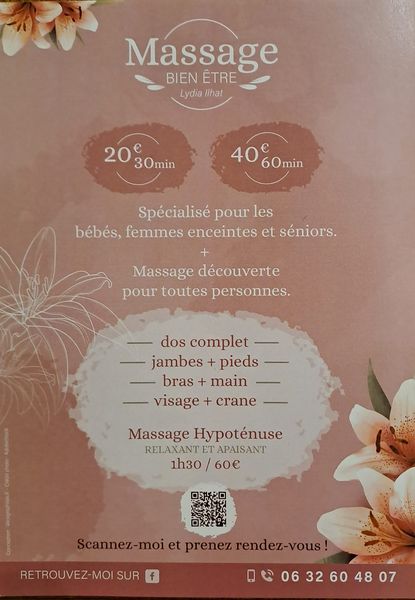 Massage
BIEN ÊTRE
Lydia Ilhat
20€ 30min
40€ 60min
Spécialisé pour les
bébés, femmes enceintes et séniors.
+
Massage découverte
pour toutes personnes.
dos complet
jambes + pieds
bras + main
visage + crane
Massage Hypoténuse
RELAXANT ET APAISANT
1h30 / 60€
Scannez-moi et prenez rendez-vous !
RETROUVEZ-MOI SUR
06 32 60 48 07